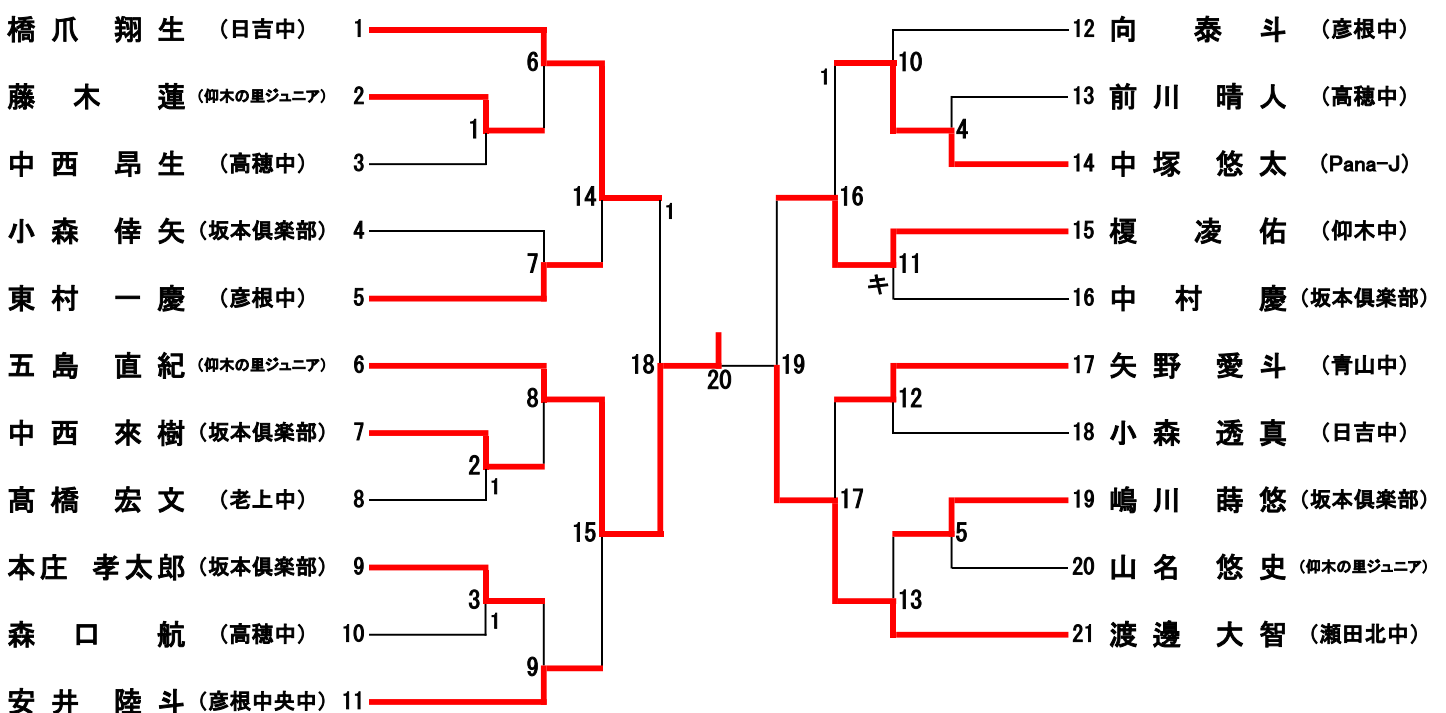 橋爪 翔生 （日吉中） 1
藤木 蓮 （仰木の里ジュニア） 2
中西 昂生 （高穂中） 3
小森 倖矢 （坂本倶楽部） 4
東村 一慶 （彦根中） 5
五島 直紀 （仰木の里ジュニア） 6
中西 來樹 （坂本倶楽部） 7
髙橋 宏文 （老上中） 8
本庄 孝太郎 （坂本倶楽部） 9
森口 航 （高穂中） 10
安井 陸斗 （彦根中央中） 11
6
1
14
1
7
18
8
2
1
15
3
1
9
20
1
10
4
16
11
キ
19
12
17
5
13
12 向 泰斗 （彦根中）
13 前川 晴人 （高穂中）
14 中塚 悠太 （Pana-J）
15 榎 凌佑 （仰木中）
16 中村 慶 （坂本倶楽部）
17 矢野 愛斗 （青山中）
18 小森 透真 （日吉中）
19 嶋川 蒔悠 （坂本倶楽部）
20 山名 悠史 （仰木の里ジュニア）
21 渡邊 大智 （瀬田北中）